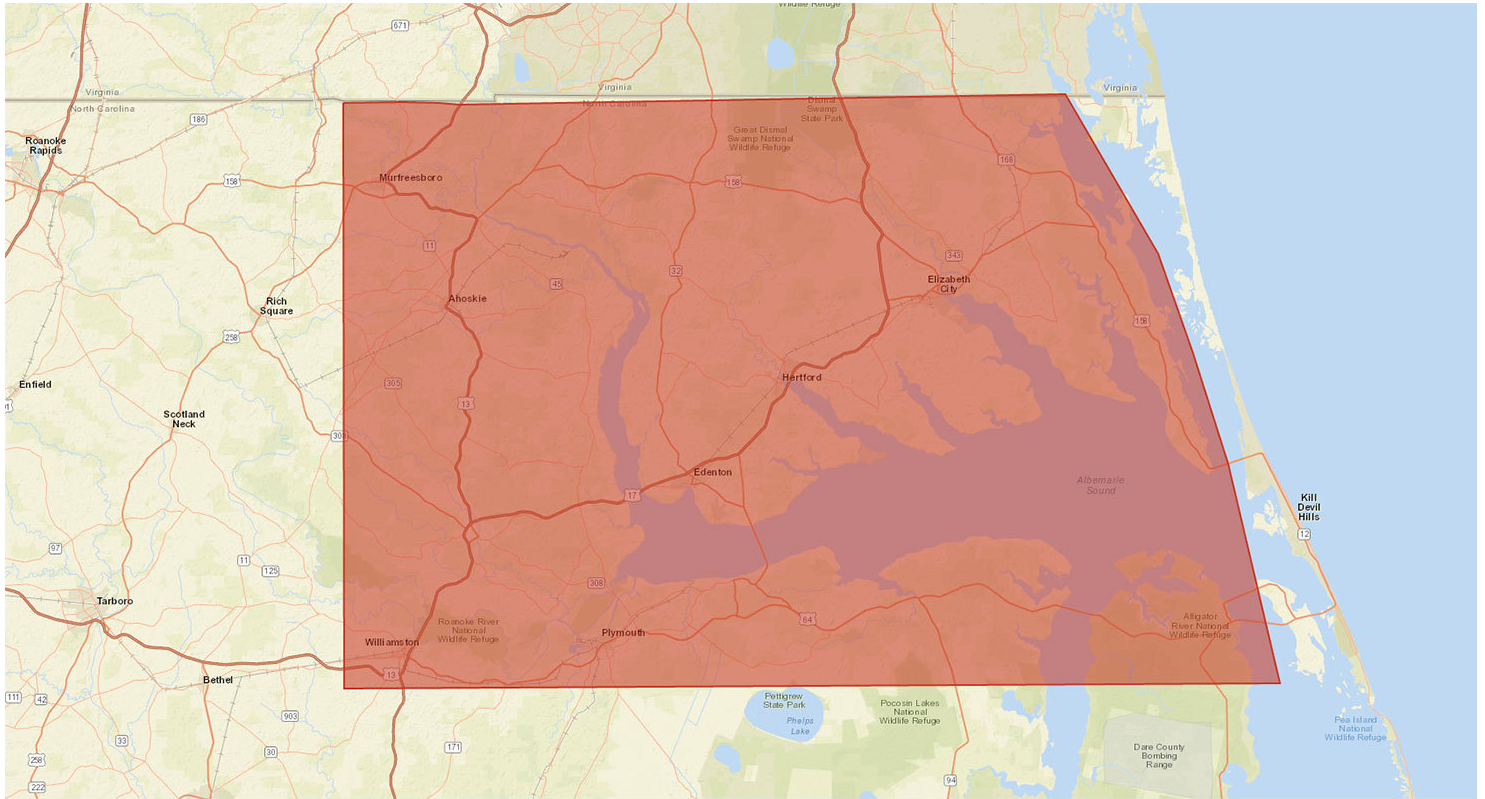 Wildlife Refuge
671
Virginia
North Carolina
Virginia
North Carolina
Virginia
186
Dismal
Swamp
State Park
Great Dismal
Swamp National
Wildlife Refuge
Roanoke
Rapids
168
158
Murfreesboro
158
11
343
32
45
Elizabeth
City
Ahoskie
Rich
Square
158
258
Hertford
Enfield
305
13
Scotland
Neck
308
Edenton
Albemarle
Sound
17
Kill
Devil
Hills
12
97
11
125
308
Tarboro
Alligator
River National
Wildlife Refuge
64
Roanoke River
National
Wildlife Refuge
Plymouth
Williamston
13
Bethel
111
42
Pettigrew
State Park
Pocosin Lakes
National
Wildlife Refuge
903
Phelps
Lake
Pea Island
National
Wildlife Refuge
33
30
171
Dare County
Bombing
Range
258
94
222